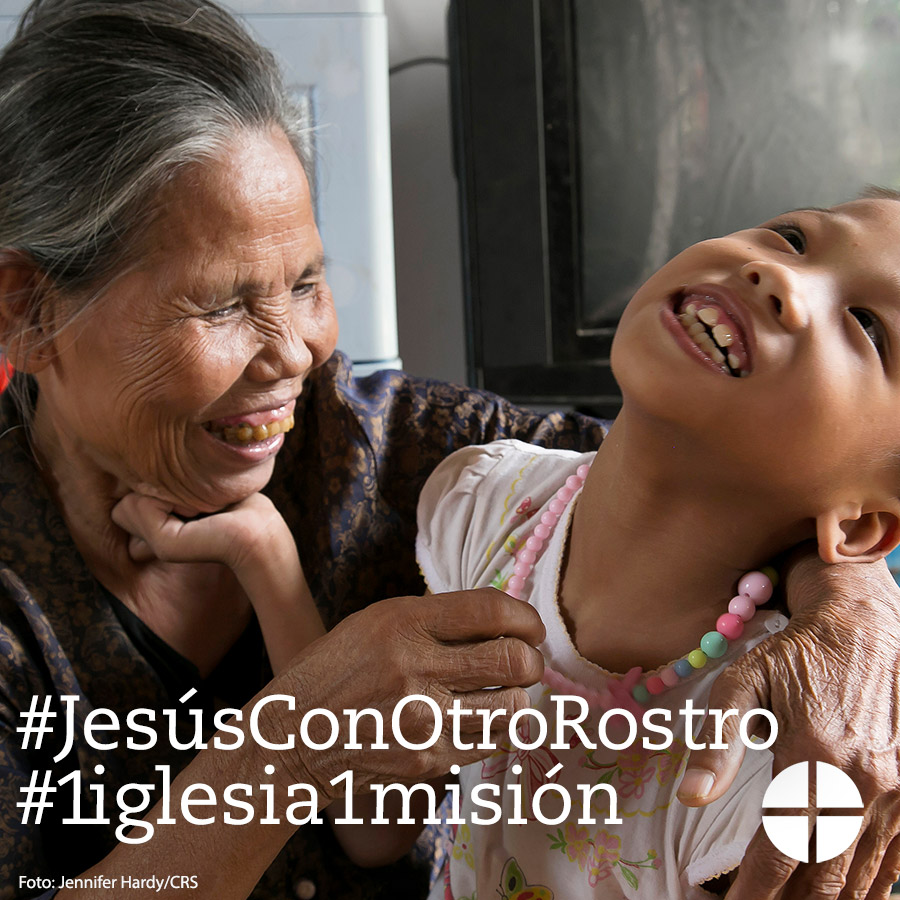 #JesúsConOtroRostro
#1iglesia1misión
Foto: Jennifer Hardy/CRS